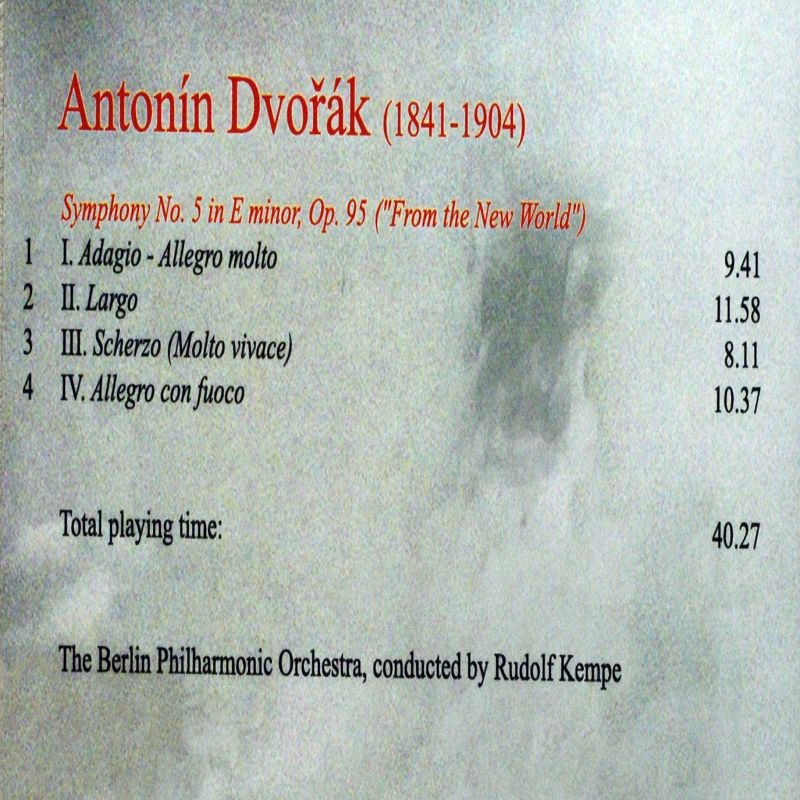 Antonín Dvořák (1841-1904)
Symphony No. 5 in E minor, Op. 95 ("From the New World")
1 I. Adagio - Allegro molto 9.41
2 II. Largo 11.58
3 III. Scherzo (Molto vivace) 8.11
4 IV. Allegro con fuoco 10.37
Total playing time: 40.27
The Berlin Philharmonic Orchestra, conducted by Rudolf Kempe